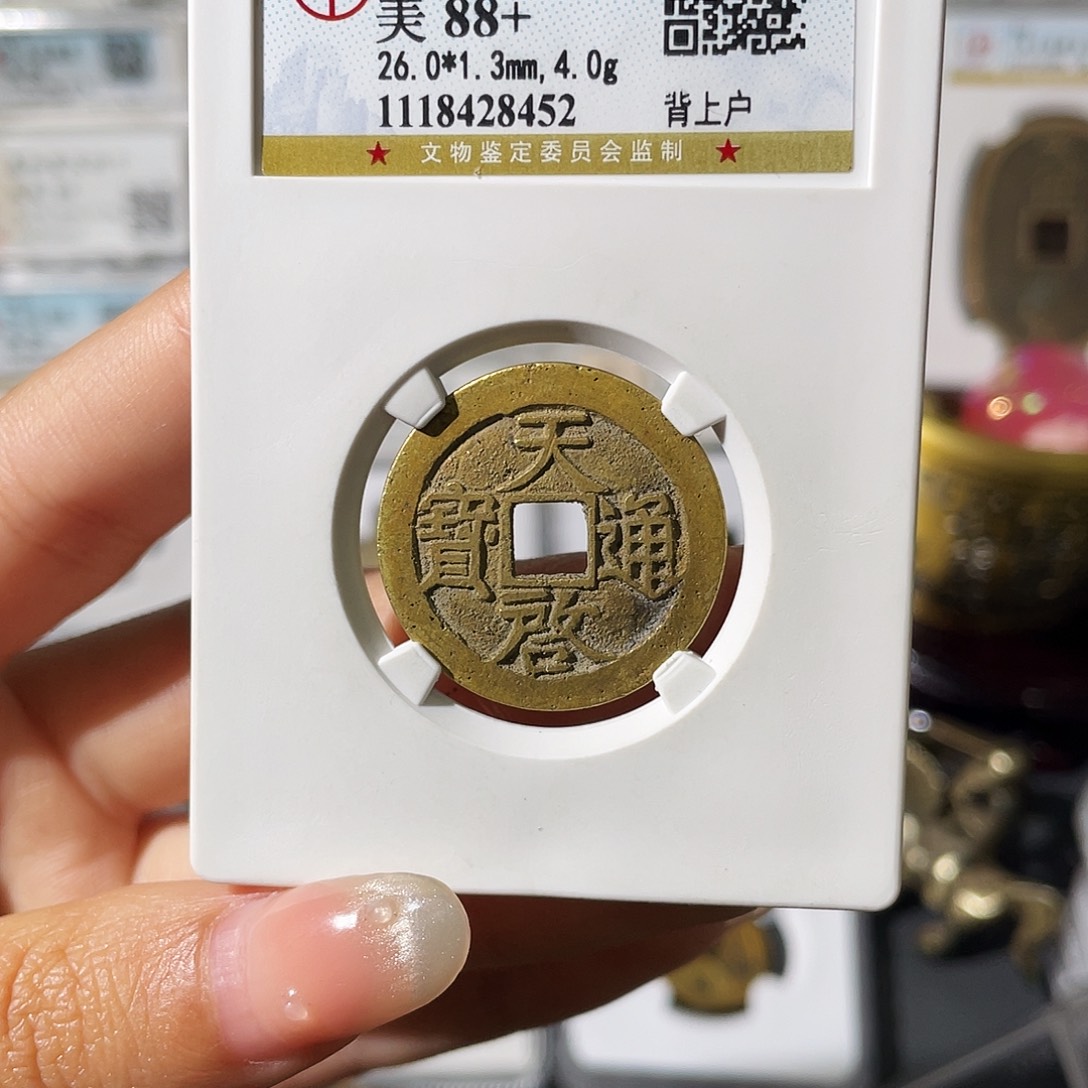 美 88+
26.0*1.3mm,4.0g
1118428452 背上户
★ 文物鉴定委员会监制 ★
天
寶 通
啓